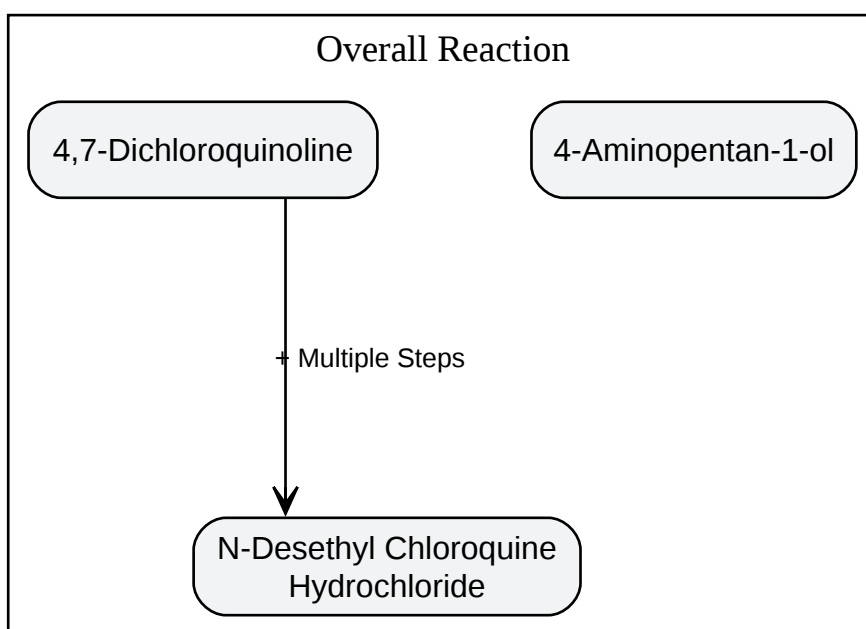 Overall Reaction
4,7-Dichloroquinoline
4-Aminopentan-1-ol
+ Multiple Steps
N-Desethyl Chloroquine
Hydrochloride